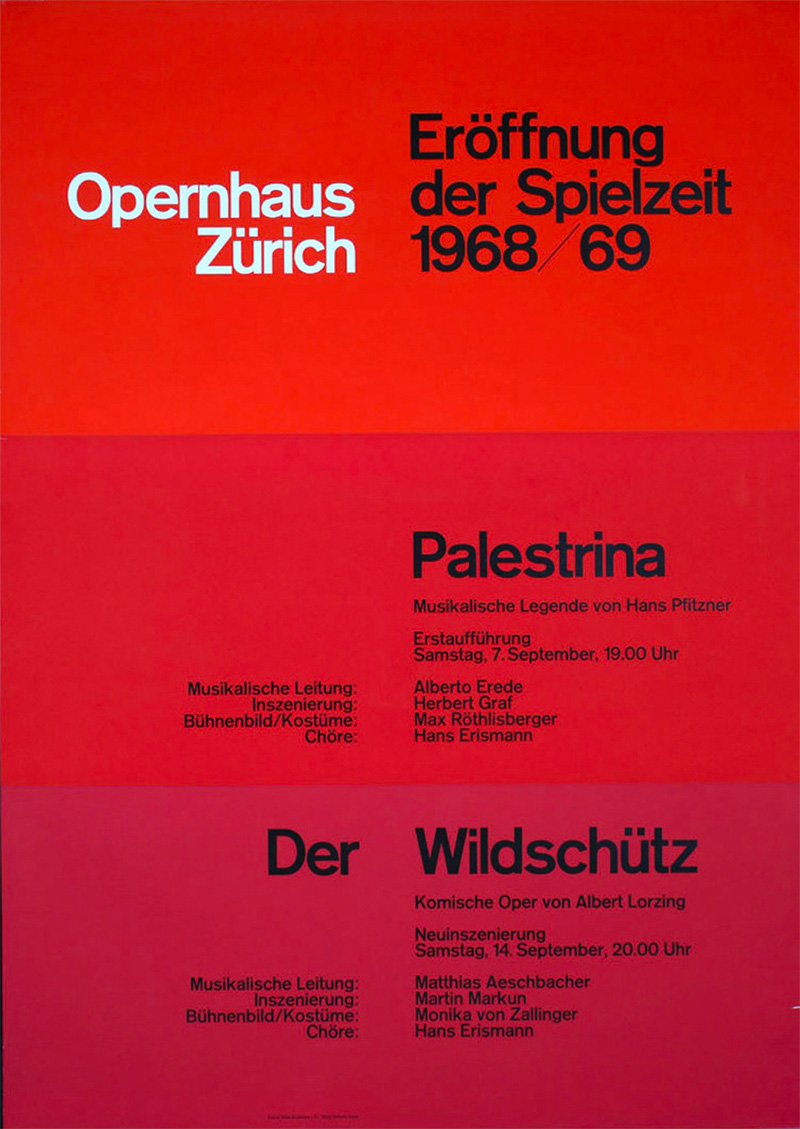 Opernhaus
Zürich
Eröffnung
der Spielzeit
1968/69
Palestrina
Musikalische Legende von Hans Pfitzner
Erstaufführung
Samstag, 7. September, 19.00 Uhr
Musikalische Leitung: Alberto Erede
Inszenierung: Herbert Graf
Bühnenbild/Kostüme: Max Röthlisberger
Chöre: Hans Erismann
Der Wildschütz
Komische Oper von Albert Lorzing
Neuinszenierung
Samstag, 14. September, 20.00 Uhr
Musikalische Leitung: Matthias Aeschbacher
Inszenierung: Martin Markun
Bühnenbild/Kostüme: Monika von Zallinger
Chöre: Hans Erismann